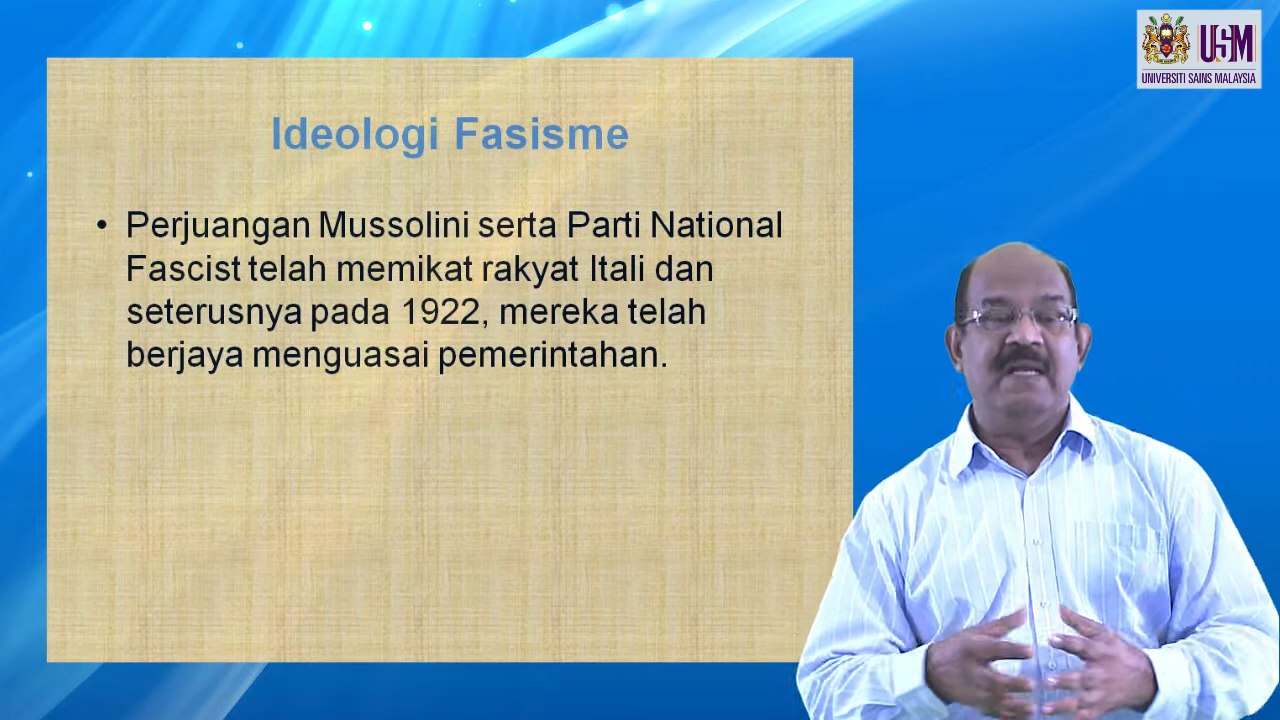 USM
UNIVERSITI SAINS MALAYSIA
Ideologi Fasisme
• Perjuangan Mussolini serta Parti National
Fascist telah memikat rakyat Itali dan
seterusnya pada 1922, mereka telah
berjaya menguasai pemerintahan.